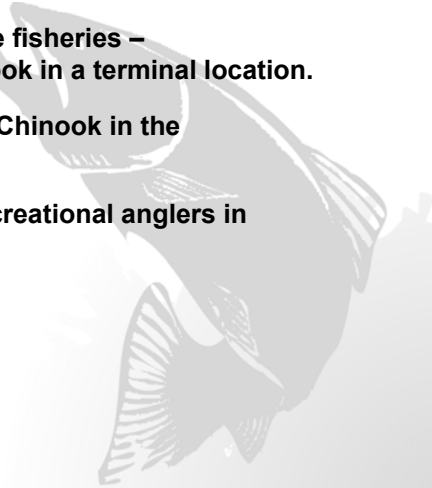 e fisheries –
ok in a terminal location.
Chinook in the
creational anglers in